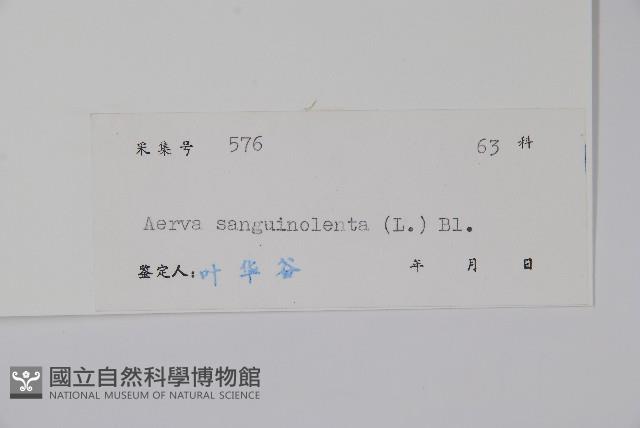 采集号 576 63 科
Aerva sanguinolenta (L.) Bl.
鉴定人: 叶华谷 年 月 日
國立自然科學博物館
NATIONAL MUSEUM OF NATURAL SCIENCE